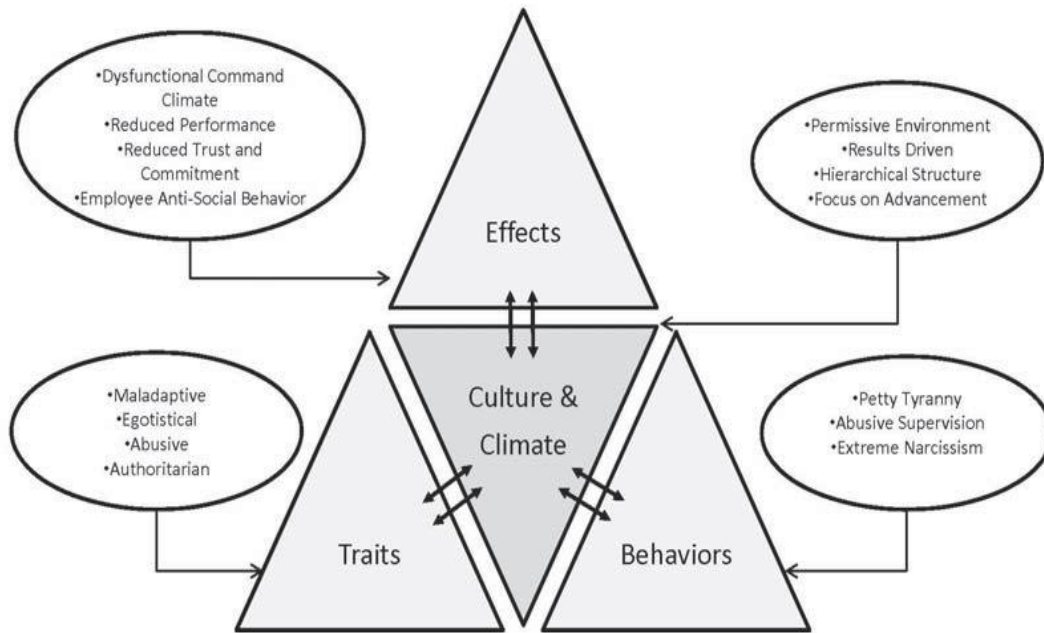 •Dysfunctional Command
Climate
•Reduced Performance
•Reduced Trust and
Commitment
•Employee Anti-Social Behavior
•Permissive Environment
•Results Driven
•Hierarchical Structure
•Focus on Advancement
Effects
•Maladaptive
•Egotistical
•Abusive
•Authoritarian
Culture &
Climate
•Petty Tyranny
•Abusive Supervision
•Extreme Narcissism
Traits
Behaviors